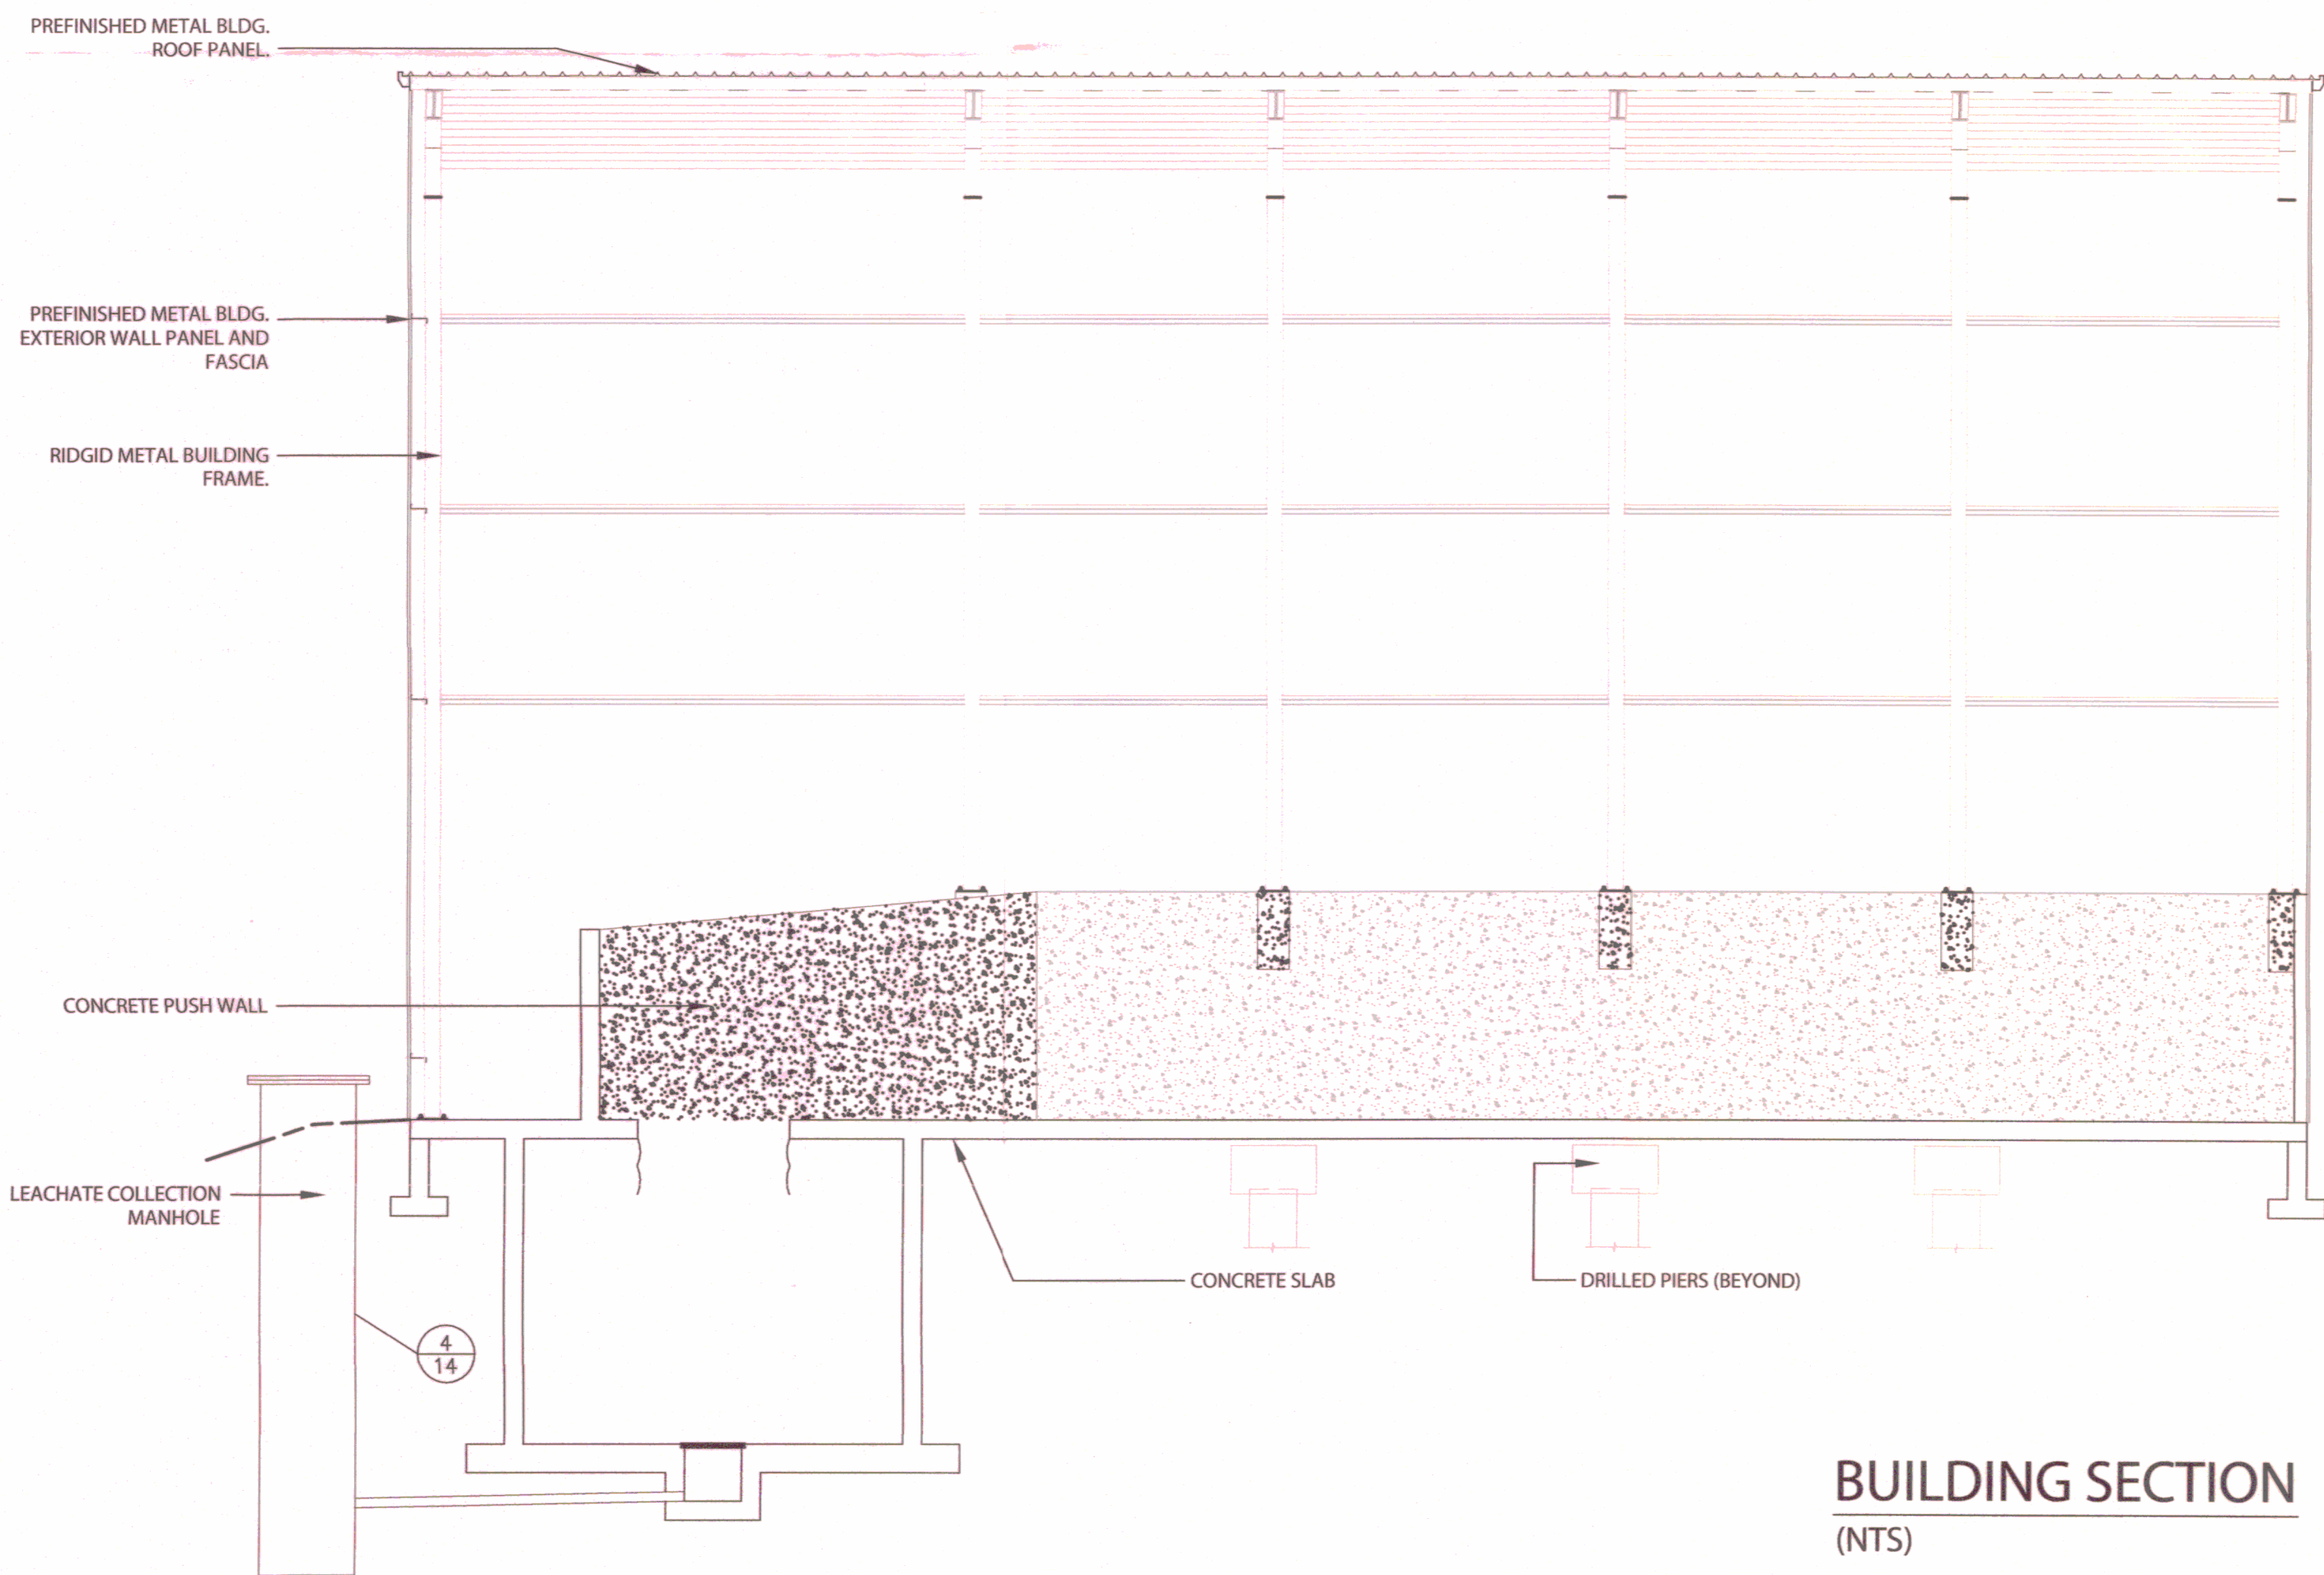 PREFINISHED METAL BLDG.
ROOF PANEL.
PREFINISHED METAL BLDG.
EXTERIOR WALL PANEL AND
FASCIA
RIDGID METAL BUILDING
FRAME.
CONCRETE PUSH WALL
LEACHATE COLLECTION
MANHOLE
CONCRETE SLAB
DRILLED PIERS (BEYOND)
4
14
BUILDING SECTION
(NTS)